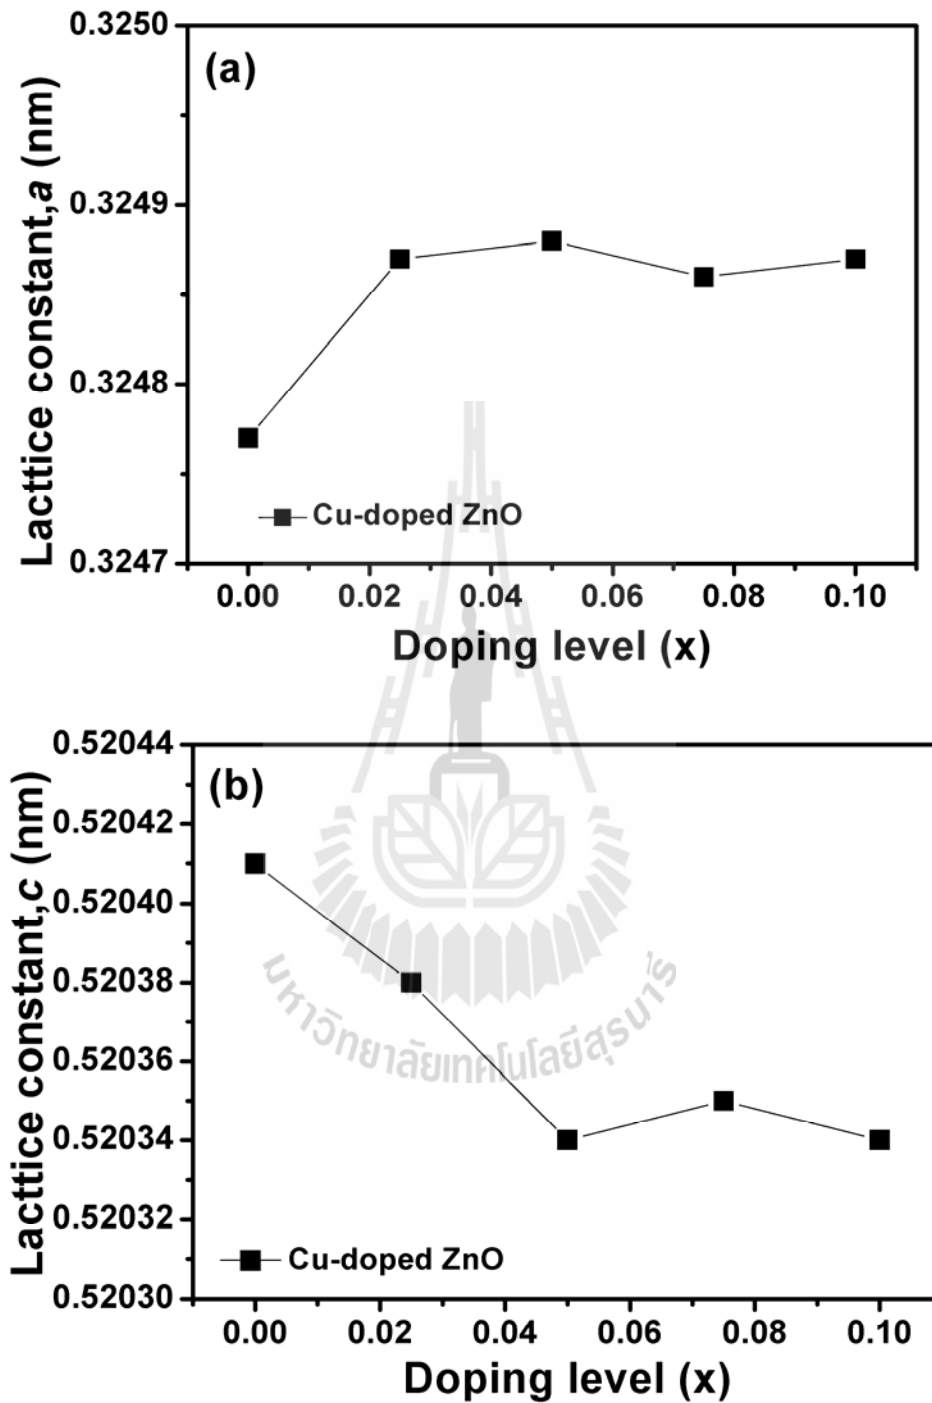 0.3250
(a)
0.3249
0.3248
0.3247
Lacttice constant,a (nm)
Cu-doped ZnO
0.00 0.02 0.04 0.06 0.08 0.10
Doping level (x)
0.52044
(b)
0.52042
0.52040
0.52038
0.52036
0.52034
0.52032
0.52030
Lacttice constant,c (nm)
Cu-doped ZnO
0.00 0.02 0.04 0.06 0.08 0.10
Doping level (x)
มหาวิทยาลัยเทคโนโลยีสุรนารี